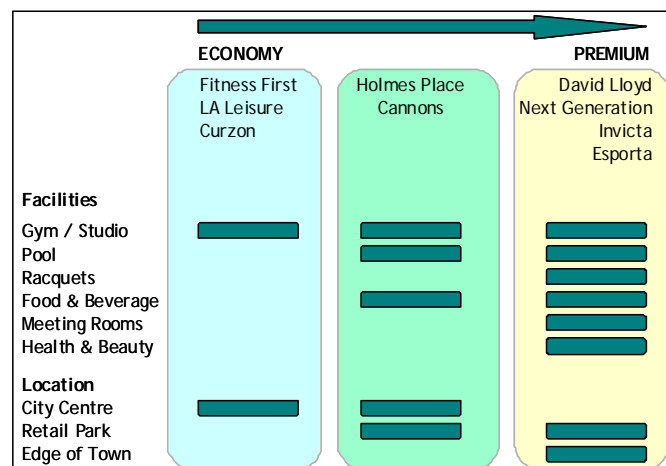 ECONOMY PREMIUM
Fitness First Holmes Place David Lloyd
LA Leisure Cannons Next Generation
Curzon Invicta
Esporta
Facilities
Gym / Studio
Pool
Racquets
Food & Beverage
Meeting Rooms
Health & Beauty
Location
City Centre
Retail Park
Edge of Town